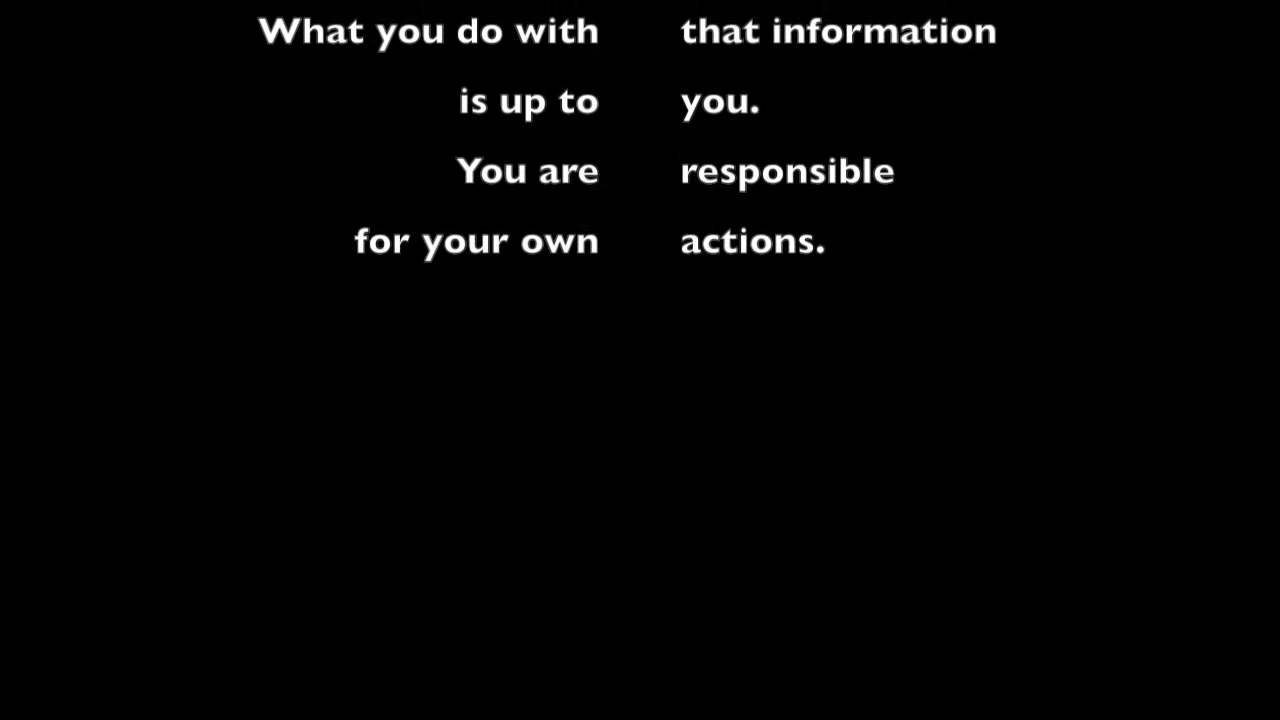 What you do with that information
is up to you.
You are responsible
for your own actions.